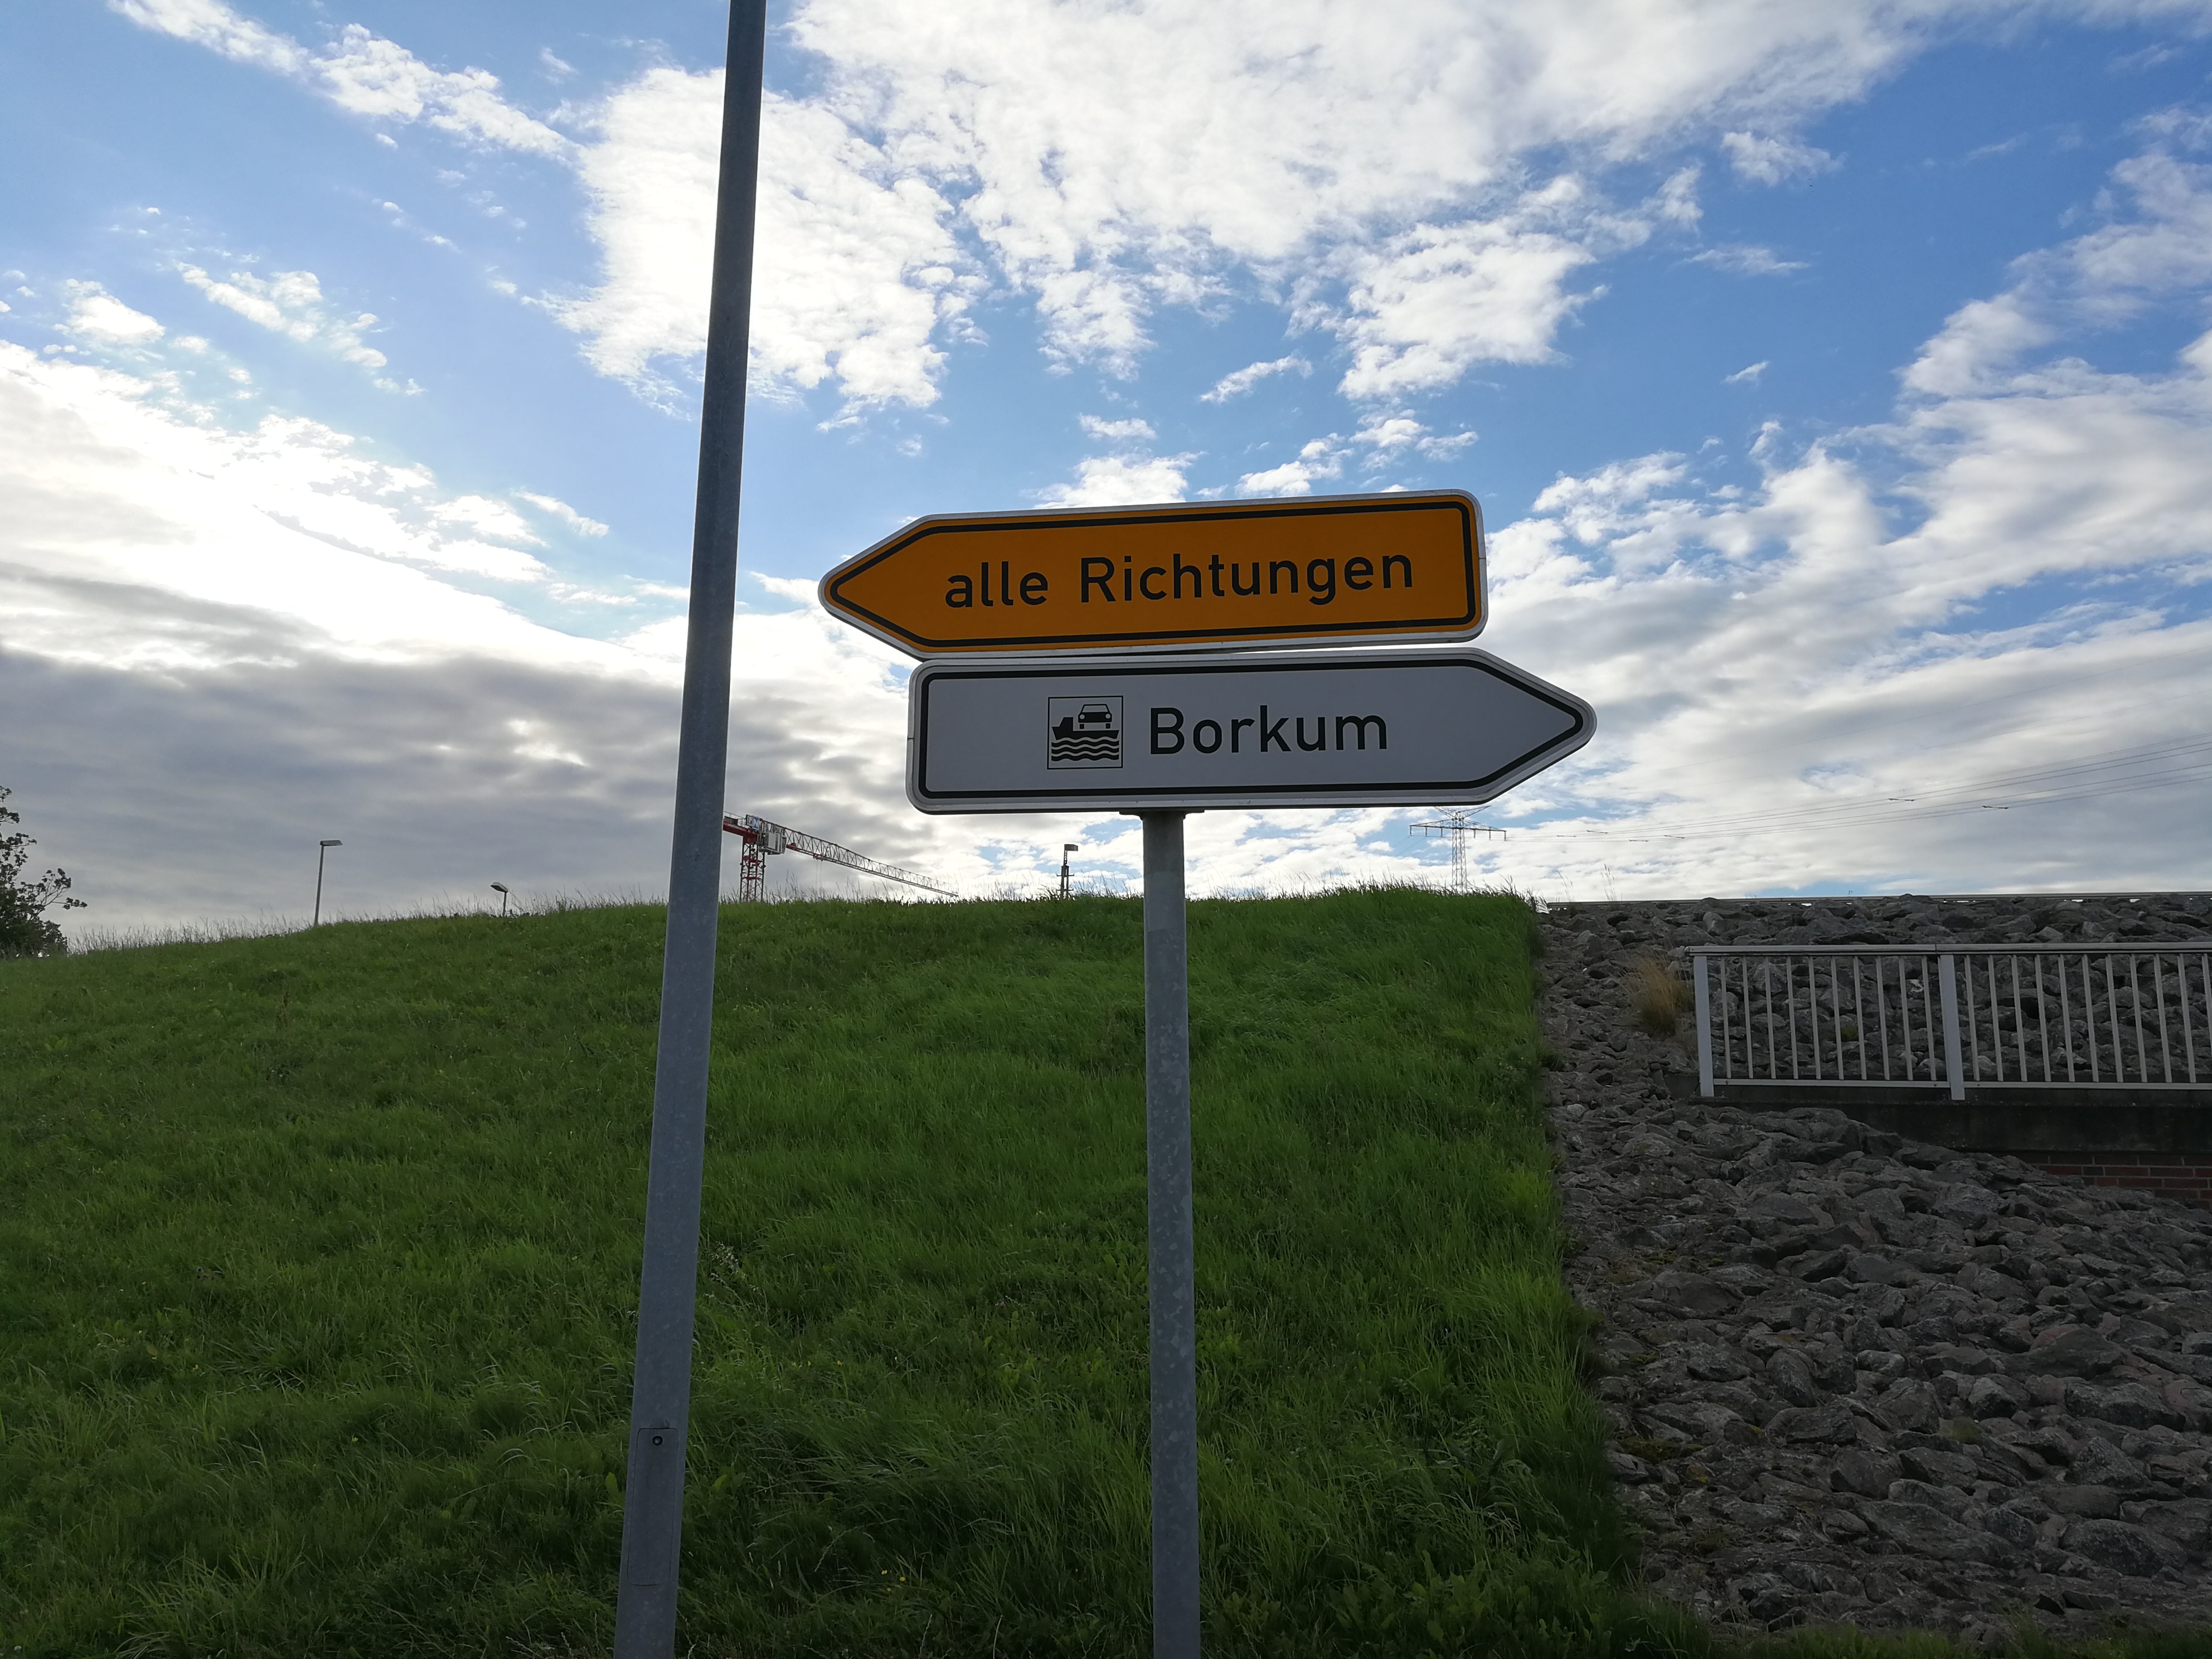 alle Richtungen
Borkum